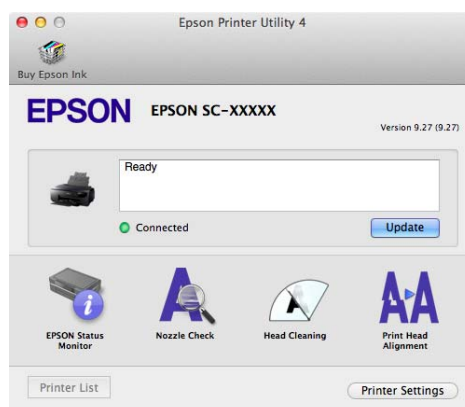 Epson Printer Utility 4
Buy Epson Ink
EPSON
EPSON SC-XXXXX
Version 9.27 (9.27)
Ready
Connected
Update
EPSON Status
Monitor
Nozzle Check
Head Cleaning
Print Head
Alignment
Printer List
Printer Settings